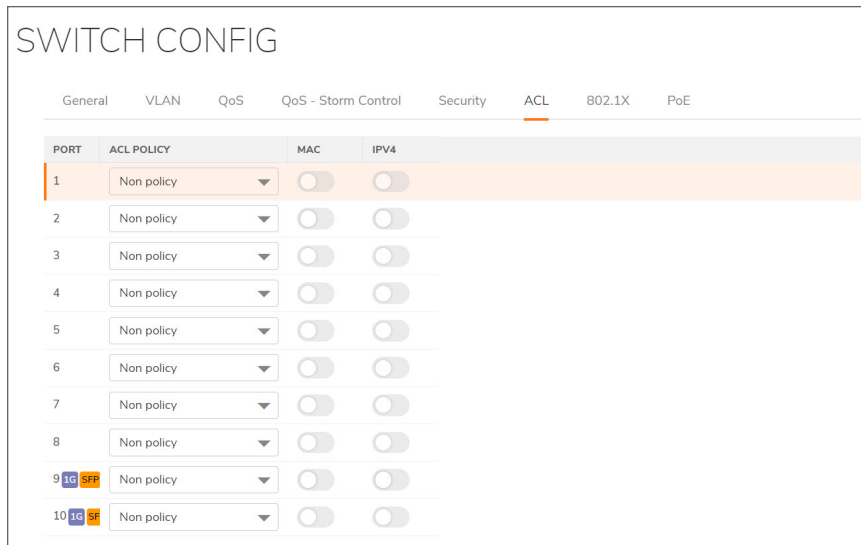 SWITCH CONFIG
General VLAN QoS QoS - Storm Control Security ACL 802.1X PoE
PORT ACL POLICY MAC IPV4
1 Non policy
2 Non policy
3 Non policy
4 Non policy
5 Non policy
6 Non policy
7 Non policy
8 Non policy
9 1G SFP Non policy
10 1G SF Non policy